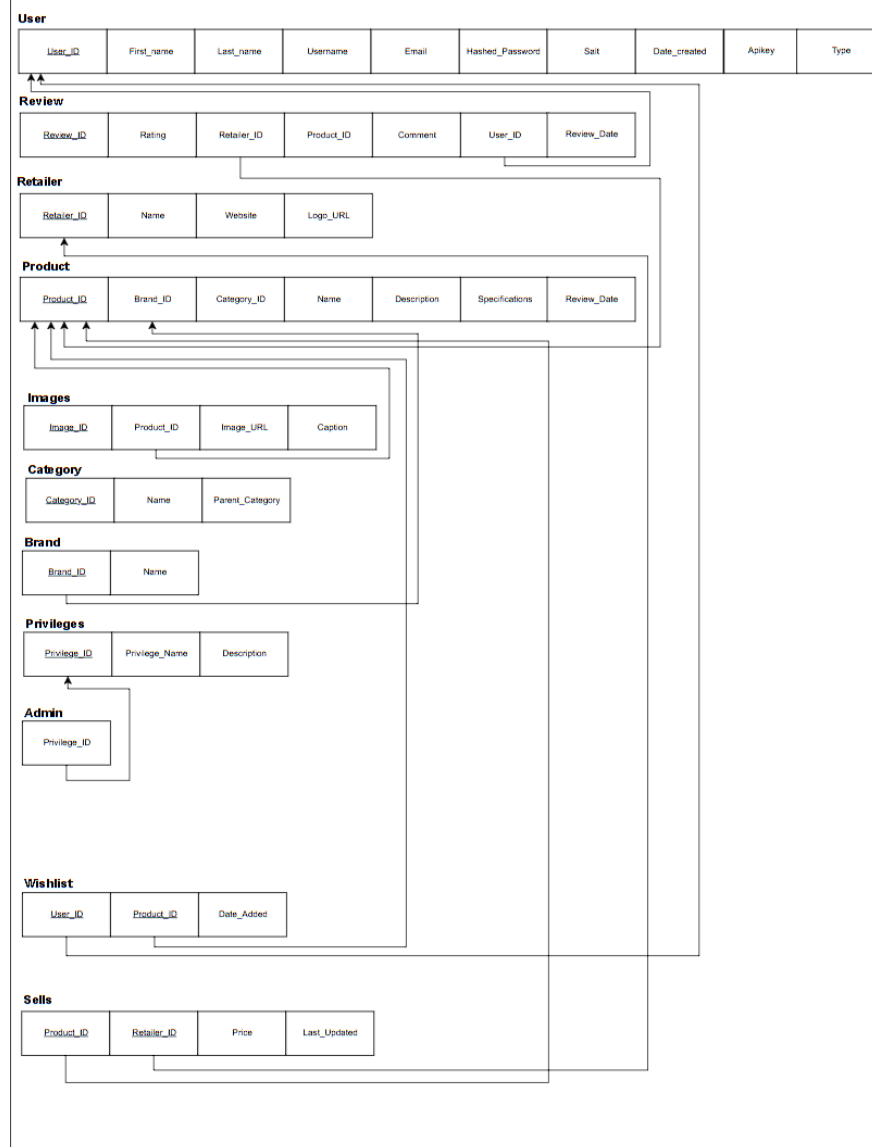 User
User_ID First_name Last_name Username Email Hashed_Password Salt Date_created Apikey Type
Review
Review_ID Rating Retailer_ID Product_ID Comment User_ID Review_Date
Retailer
Retailer_ID Name Website Logo_URL
Product
Product_ID Brand_ID Category_ID Name Description Specifications Review_Date
Images
Image_ID Product_ID Image_URL Caption
Category
Category_ID Name Parent_Category
Brand
Brand_ID Name
Privileges
Privilege_ID Privilege_Name Description
Admin
Privilege_ID
Wishlist
User_ID Product_ID Date_Added
Sells
Product_ID Retailer_ID Price Last_Updated